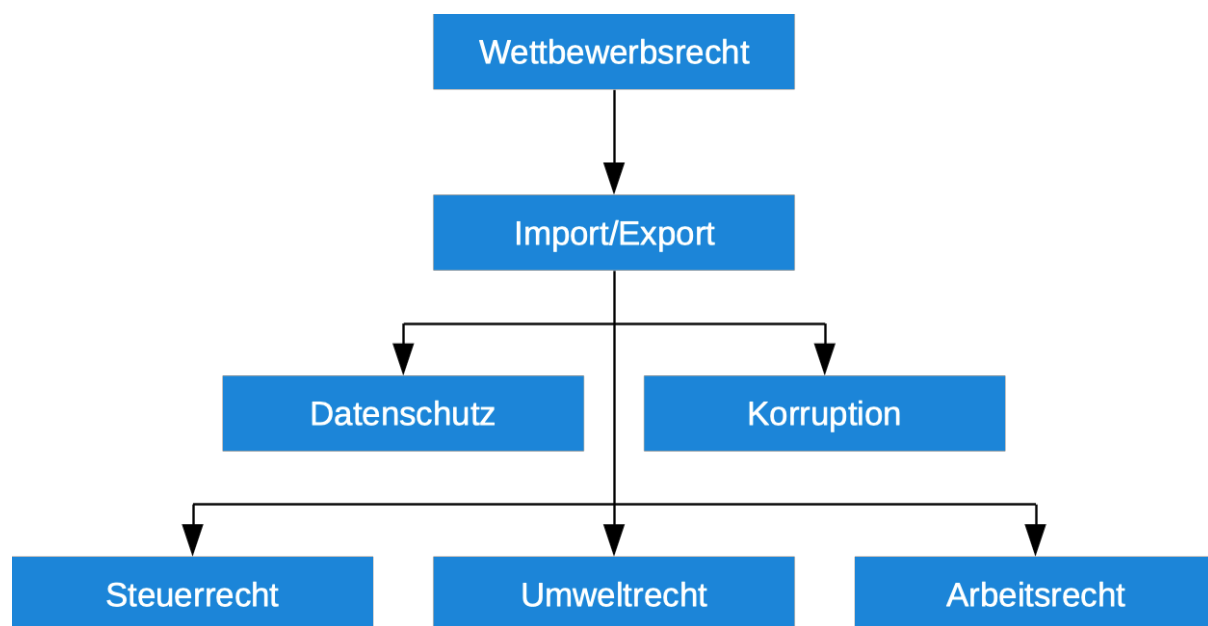 Wettbewerbsrecht
Import/Export
Datenschutz
Korruption
Steuerrecht
Umweltrecht
Arbeitsrecht